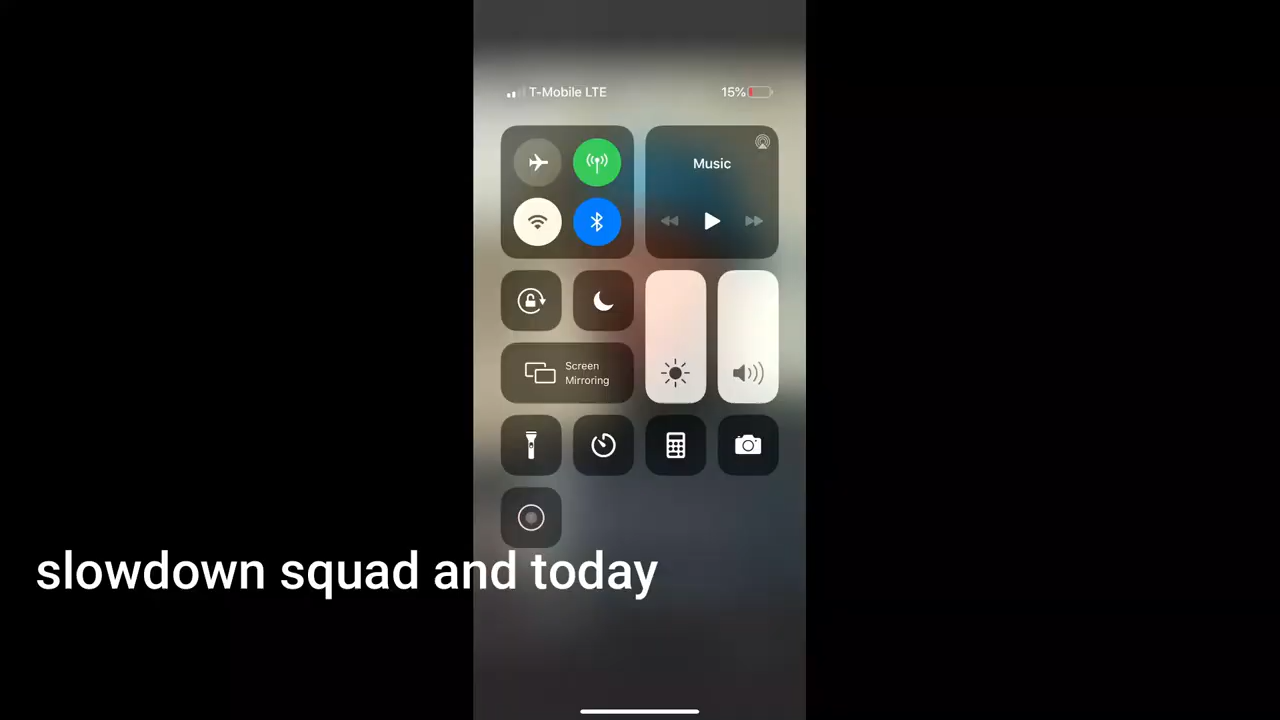 T-Mobile LTE 15%
Music
Screen
Mirroring
slowdown squad and today